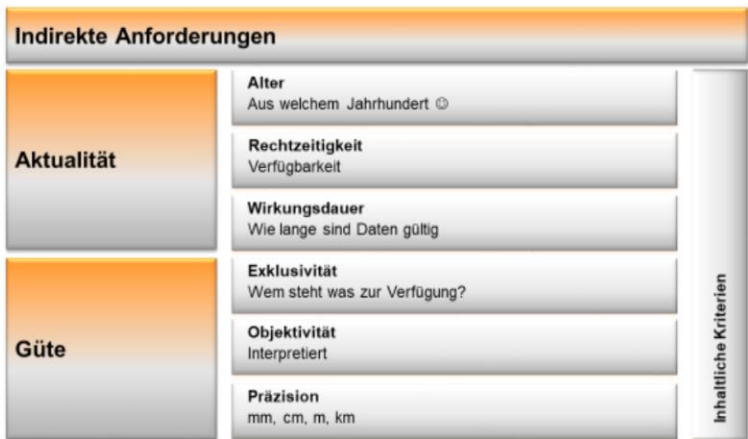 Indirekte Anforderungen
Aktualität
Alter
Aus welchem Jahrhundert ☺
Rechtzeitigkeit
Verfügbarkeit
Wirkungsdauer
Wie lange sind Daten gültig
Güte
Exklusivität
Wem steht was zur Verfügung?
Objektivität
Interpretiert
Präzision
mm, cm, m, km
Inhaltliche Kriterien